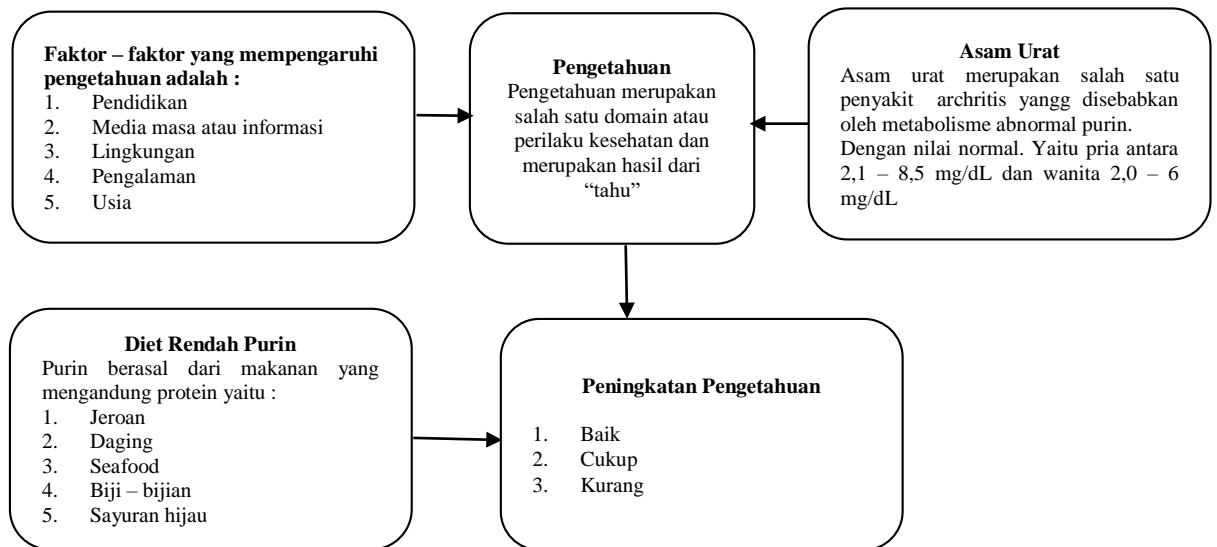 Faktor – faktor yang mempengaruhi
pengetahuan adalah :
1. Pendidikan
2. Media masa atau informasi
3. Lingkungan
4. Pengalaman
5. Usia
Pengetahuan
Pengetahuan merupakan
salah satu domain atau
perilaku kesehatan dan
merupakan hasil dari
“tahu”
Asam Urat
Asam urat merupakan salah satu
penyakit archritis yangg disebabkan
oleh metabolisme abnormal purin.
Dengan nilai normal. Yaitu pria antara
2,1 – 8,5 mg/dL dan wanita 2,0 – 6
mg/dL
Diet Rendah Purin
Purin berasal dari makanan yang
mengandung protein yaitu :
1. Jeroan
2. Daging
3. Seafood
4. Biji – bijian
5. Sayuran hijau
Peningkatan Pengetahuan
1. Baik
2. Cukup
3. Kurang